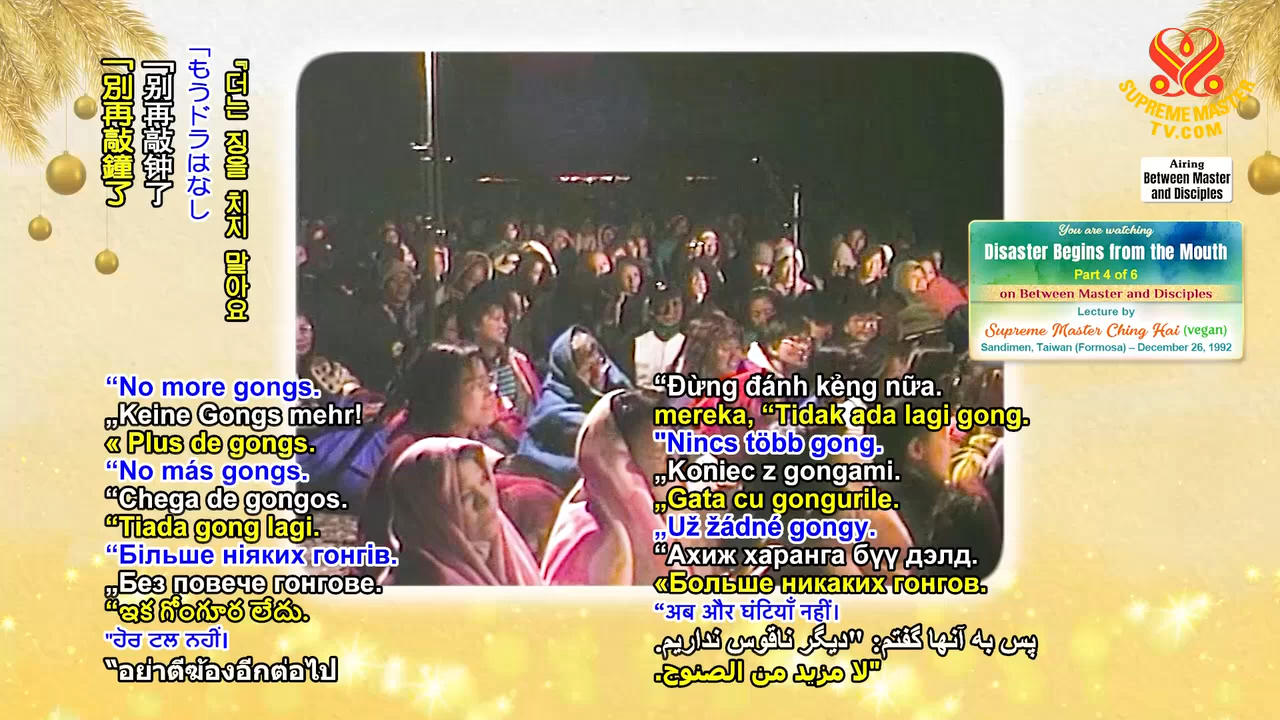 「別再敲鐘了
「别再敲钟了
「もうドラはなし
『더는 징을 치지 말아요
SUPREME MASTER
TV.COM
Airing
Between Master
and Disciples
You are watching
Disaster Begins from the Mouth
Part 4 of 6
on Between Master and Disciples
Lecture by
Supreme Master Ching Hai (vegan)
Sandimen, Taiwan (Formosa) – December 26, 1992
“No more gongs.
„Keine Gongs mehr!
« Plus de gongs.
“No más gongs.
“Chega de gongos.
“Tiada gong lagi.
“Більше ніяких гонгів.
„Без повече гонгове.
“ఇక గోంగూర లేదు.
"ਹੋਰ ਟਲ ਨਹੀਂ।
“อย่าตีฆ้องอีกต่อไป
“Đừng đánh kẻng nữa.
mereka, “Tidak ada lagi gong.
"Nincs több gong.
„Koniec z gongami.
„Gata cu gongurile.
„Už žádné gongy.
“Ахиж харанга бүү дэлд.
«Больше никаких гонгов.
“अब और घंटियाँ नहीं।
پس به آنها گفتم: "دیگر ناقوس نداریم.
"لا مزيد من الصنوج.